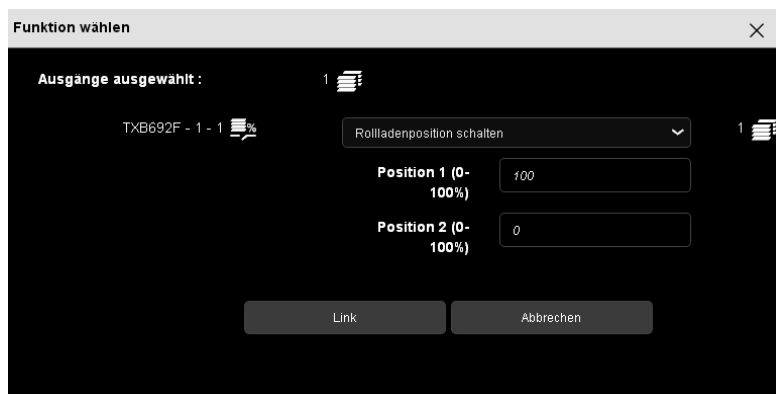 Funktion wählen
Ausgänge ausgewählt : 1
TXB692F - 1 - 1 % Rollladenposition schalten 1
Position 1 (0-
100%) 100
Position 2 (0-
100%) 0
Link Abbrechen